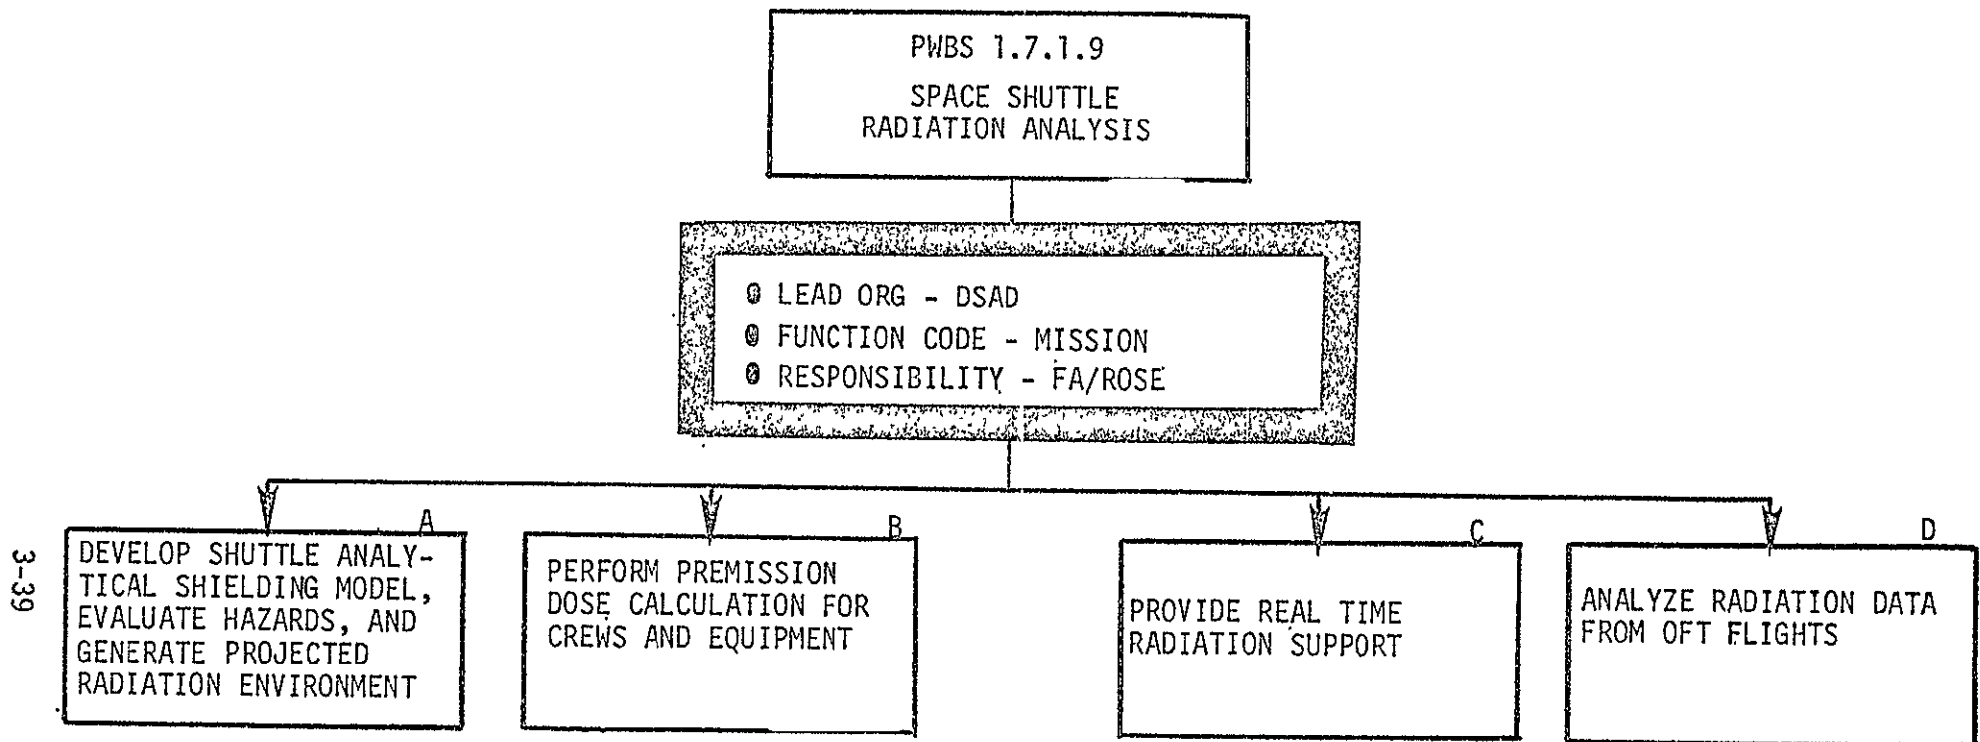 PWBS 1.7.1.9
SPACE SHUTTLE
RADIATION ANALYSIS
LEAD ORG - DSAD
FUNCTION CODE - MISSION
RESPONSIBILITY - FA/ROSE
A
DEVELOP SHUTTLE ANALY-
TICAL SHIELDING MODEL,
EVALUATE HAZARDS, AND
GENERATE PROJECTED
RADIATION ENVIRONMENT
B
PERFORM PREMISSION
DOSE CALCULATION FOR
CREWS AND EQUIPMENT
C
PROVIDE REAL TIME
RADIATION SUPPORT
D
ANALYZE RADIATION DATA
FROM OFT FLIGHTS
3-39